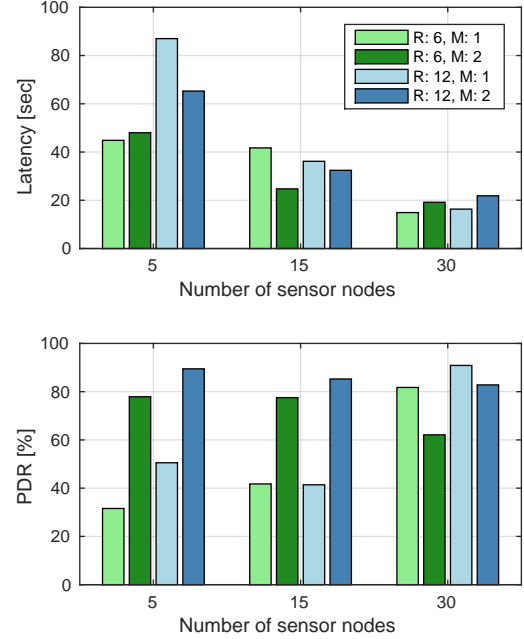 100
80
60
40
20
0
Latency [sec]
R: 6, M: 1
R: 6, M: 2
R: 12, M: 1
R: 12, M: 2
5 15 30
Number of sensor nodes
100
80
60
40
20
0
PDR [%]
5 15 30
Number of sensor nodes